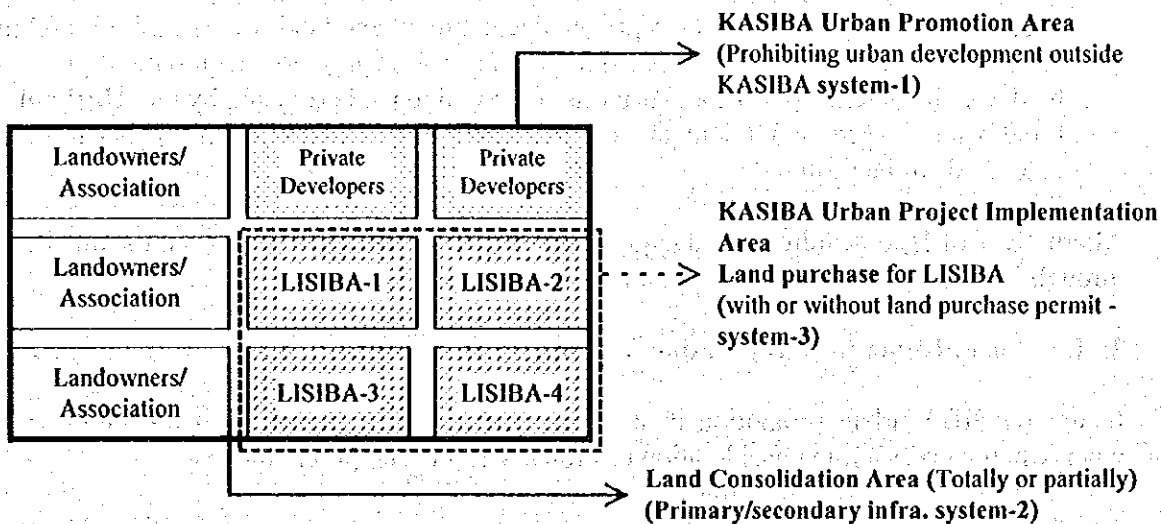 KASIBA Urban Promotion Area
(Prohibiting urban development outside
KASIBA system-1)
Landowners/
Association
Private
Developers
Private
Developers
Landowners/
Association
LISIBA-1
LISIBA-2
KASIBA Urban Project Implementation
Area
Land purchase for LISIBA
(with or without land purchase permit -
system-3)
Landowners/
Association
LISIBA-3
LISIBA-4
Land Consolidation Area (Totally or partially)
(Primary/secondary infra. system-2)